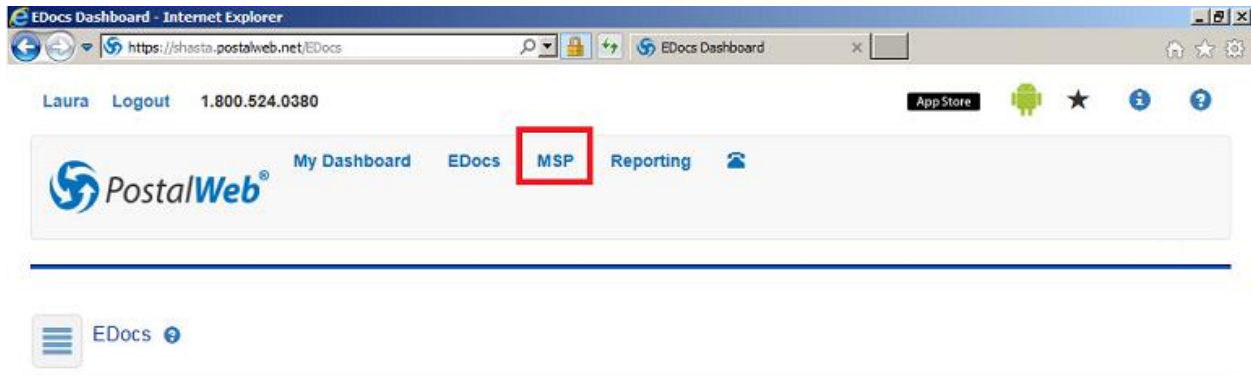 EDocs Dashboard - Internet Explorer
https://shasta.postalweb.net/EDocs
EDocs Dashboard
Laura Logout 1.800.524.0380
App Store
My Dashboard EDocs MSP Reporting
PostalWeb®
EDocs